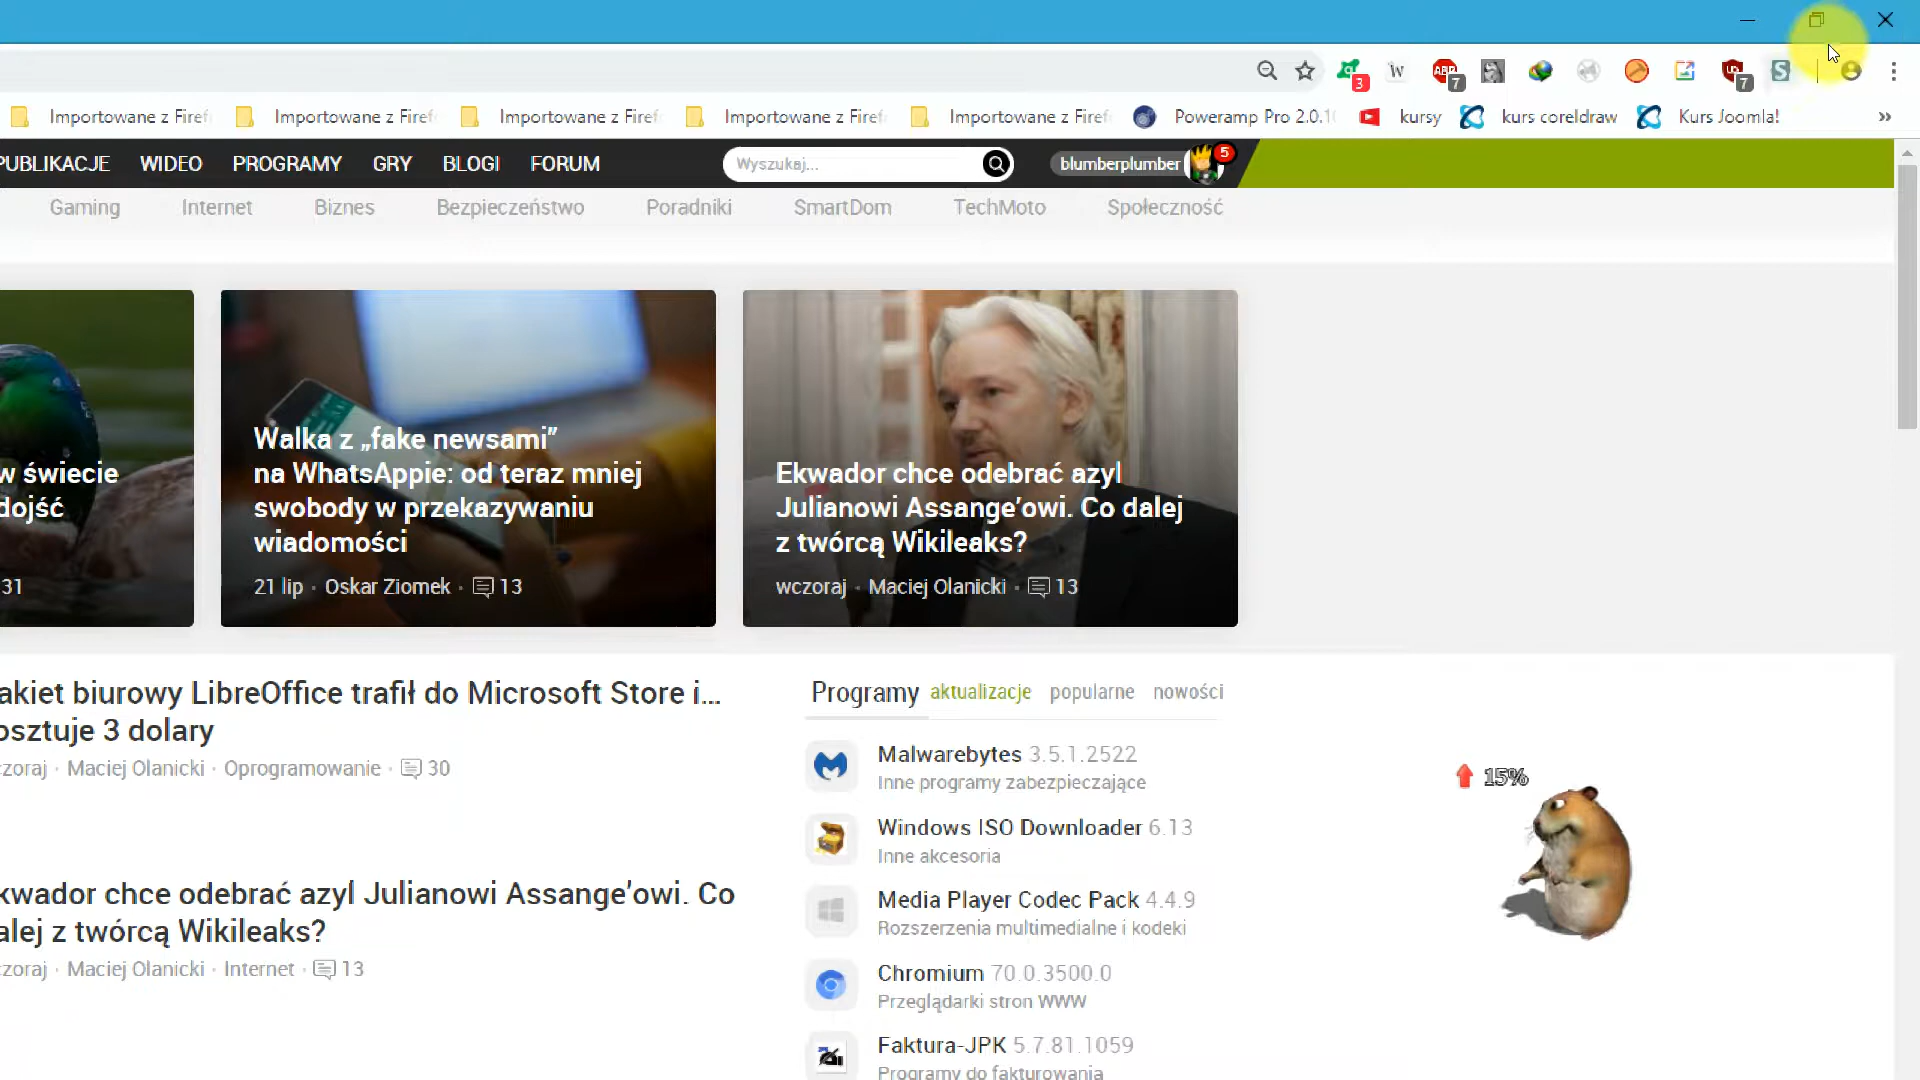 3
W
ABP
7
7
S
Importowane z Firef
Importowane z Firef
Importowane z Firef
Importowane z Firef
Importowane z Firef
Poweramp Pro 2.0.1
kursy
kurs coreldraw
Kurs Joomla!
»
PUBLIKACJE
WIDEO
PROGRAMY
GRY
BLOGI
FORUM
Wyszukaj...
blumberplumber
5
Gaming
Internet
Biznes
Bezpieczeństwo
Poradniki
SmartDom
TechMoto
Społeczność
w świecie
dojść
31
Walka z „fake newsami”
na WhatsAppie: od teraz mniej
swobody w przekazywaniu
wiadomości
21 lip · Oskar Ziomek · 13
Ekwador chce odebrać azyl
Julianowi Assange’owi. Co dalej
z twórcą Wikileaks?
wczoraj · Maciej Olanicki · 13
akiet biurowy LibreOffice trafił do Microsoft Store i...
osztuje 3 dolary
zoraj · Maciej Olanicki · Oprogramowanie · 30
kwador chce odebrać azyl Julianowi Assange’owi. Co
alej z twórcą Wikileaks?
zoraj · Maciej Olanicki · Internet · 13
Programy aktualizacje popularne nowości
Malwarebytes 3.5.1.2522
Inne programy zabezpieczające
Windows ISO Downloader 6.13
Inne akcesoria
Media Player Codec Pack 4.4.9
Rozszerzenia multimedialne i kodeki
Chromium 70.0.3500.0
Przeglądarki stron WWW
Faktura-JPK 5.7.81.1059
Programy do fakturowania
15%